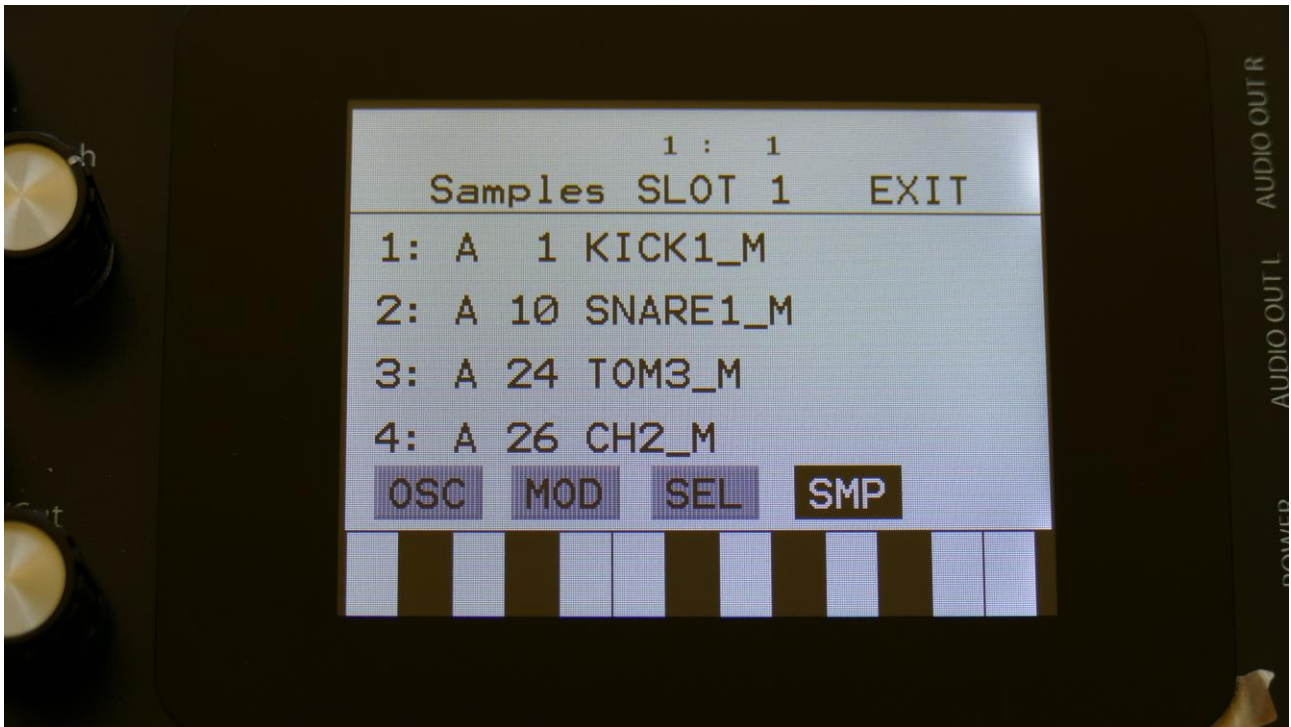 1 : 1
Samples SLOT 1 EXIT
1: A 1 KICK1_M
2: A 10 SNARE1_M
3: A 24 TOM3_M
4: A 26 CH2_M
OSC MOD SEL SMP
AUDIO OUT R
AUDIO OUT L
POWER